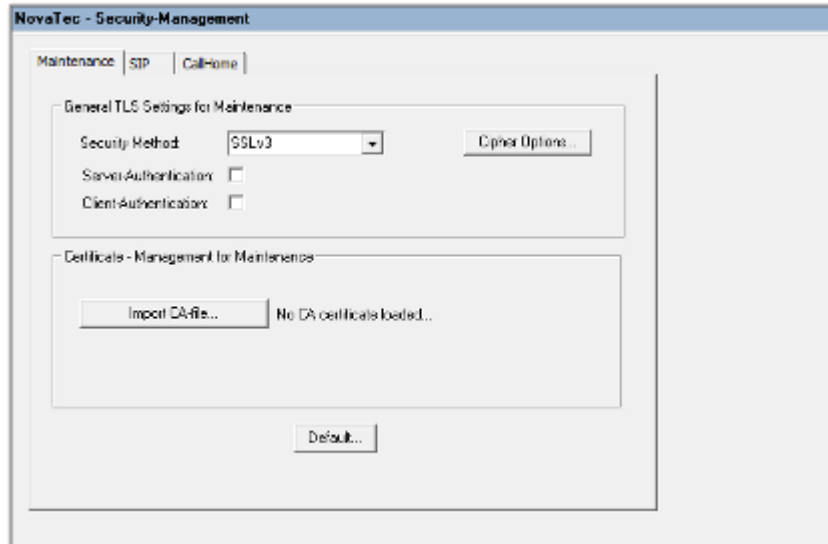 NovaTec - Security-Management
Maintenance SIP CallHome
General TLS Settings for Maintenance
Security Method: SSLv3 Cipher Options...
Server-Authentication:
Client-Authentication:
Certificate - Management for Maintenance
Import CA-file... No CA certificate loaded...
Default...